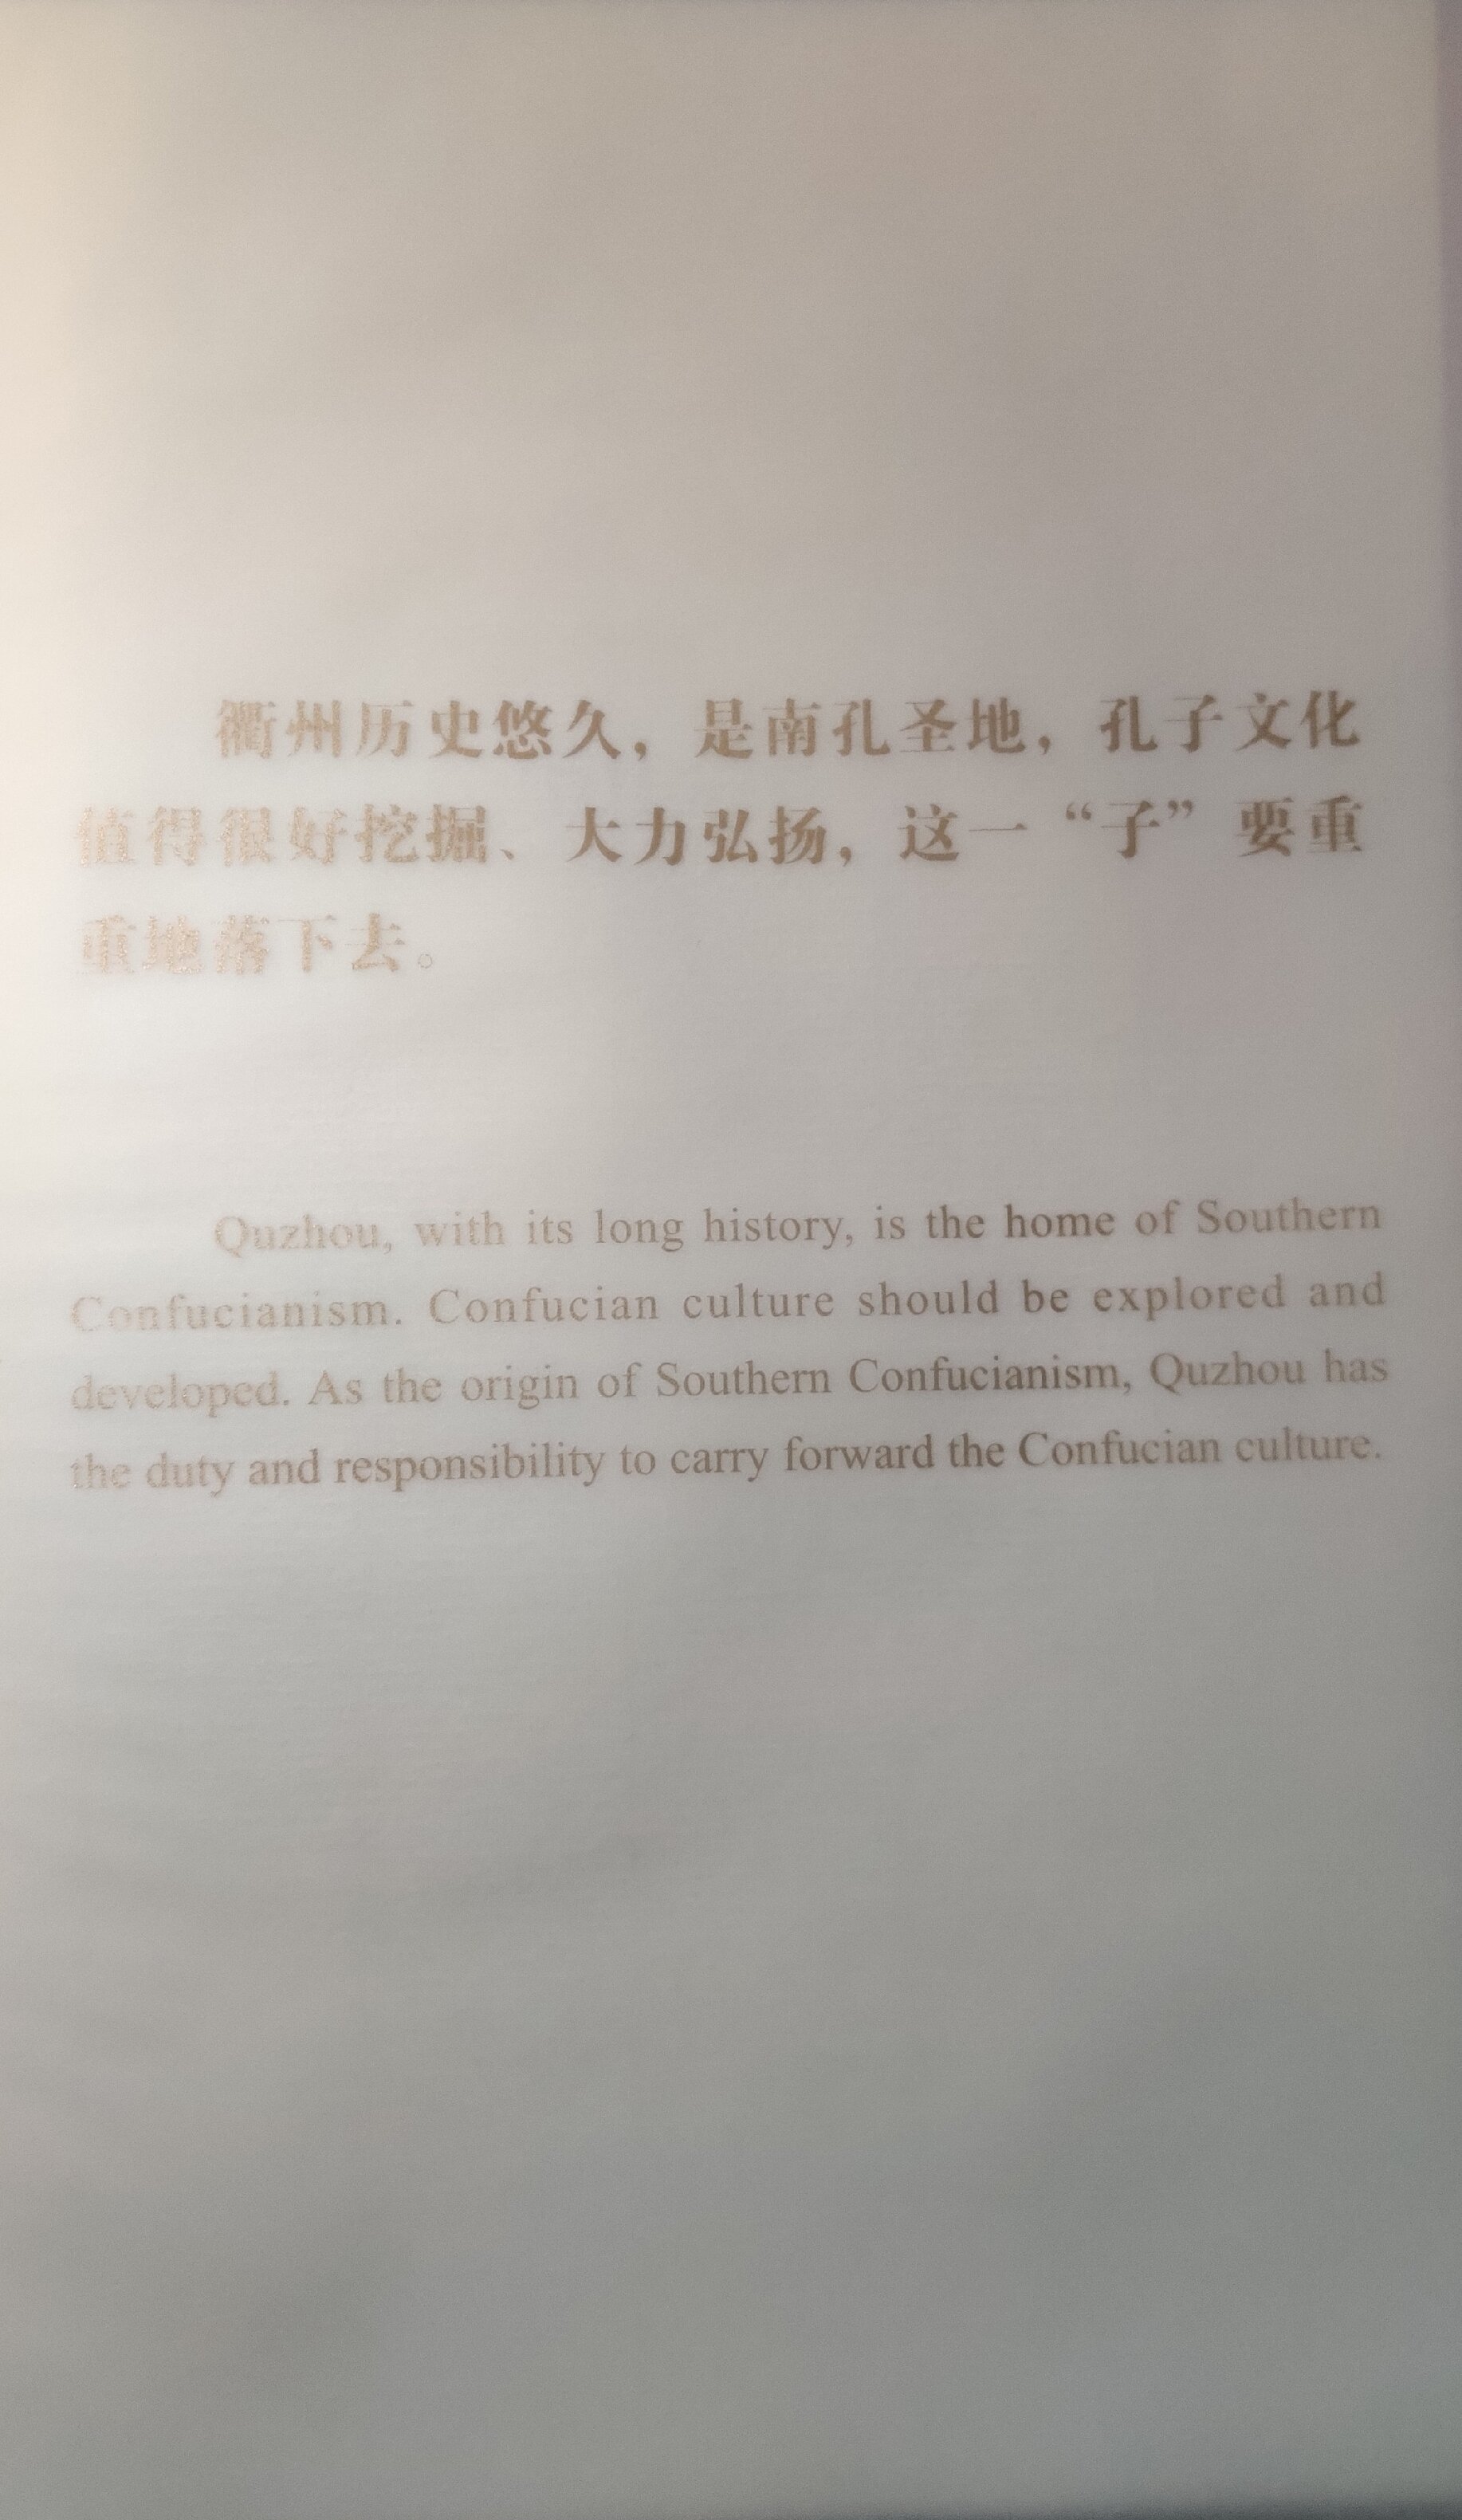 衢州历史悠久，是南孔圣地，孔子文化
值得很好挖掘、大力弘扬，这一“子”要重
重地落下去。
Quzhou, with its long history, is the home of Southern
Confucianism. Confucian culture should be explored and
developed. As the origin of Southern Confucianism, Quzhou has
the duty and responsibility to carry forward the Confucian culture.